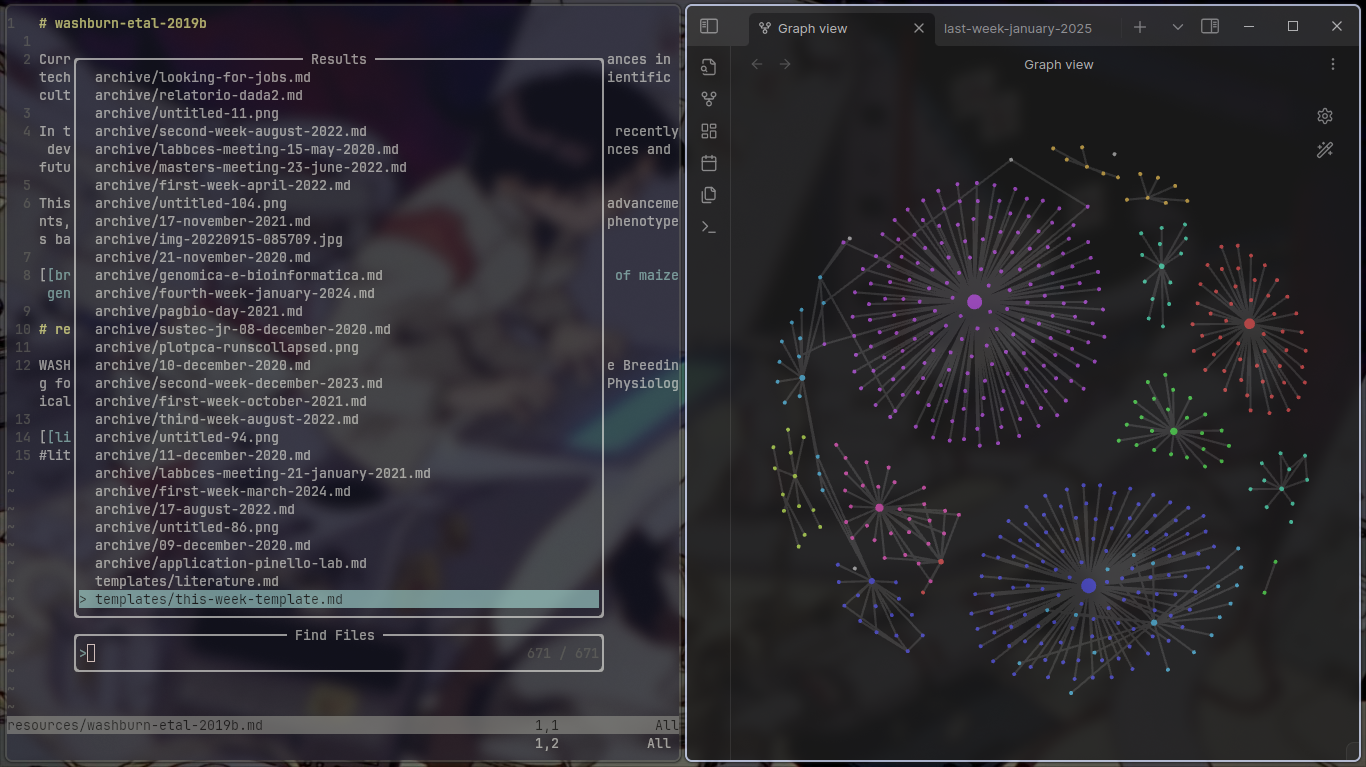 1 # washburn-etal-2019b
1
2 Curr ances in
tech ientific
cult
3
4 In t recently
dev nces and
futu
5
6 This advanceme
nts, phenotype
s ba
7
8 [[br of maize
gen
9
10 # re
11
12 WASH e Breedin
g fo Physiolog
ical
13
14 [[li
15 #lit
~
~
~
~
~
~
~
~
~
~
~
~
~
~
Results
archive/looking-for-jobs.md
archive/relatorio-dada2.md
archive/untitled-11.png
archive/second-week-august-2022.md
archive/labbces-meeting-15-may-2020.md
archive/masters-meeting-23-june-2022.md
archive/first-week-april-2022.md
archive/untitled-104.png
archive/17-november-2021.md
archive/img-20220915-085709.jpg
archive/21-november-2020.md
archive/genomica-e-bioinformatica.md
archive/fourth-week-january-2024.md
archive/pagbio-day-2021.md
archive/sustec-jr-08-december-2020.md
archive/plotpca-runscollapsed.png
archive/10-december-2020.md
archive/second-week-december-2023.md
archive/first-week-october-2021.md
archive/third-week-august-2022.md
archive/untitled-94.png
archive/11-december-2020.md
archive/labbces-meeting-21-january-2021.md
archive/first-week-march-2024.md
archive/17-august-2022.md
archive/untitled-86.png
archive/09-december-2020.md
archive/application-pinello-lab.md
templates/literature.md
> templates/this-week-template.md
Find Files
> 671 / 671
resources/washburn-etal-2019b.md 1,1 All
1,2 All
Graph view
last-week-january-2025
Graph view